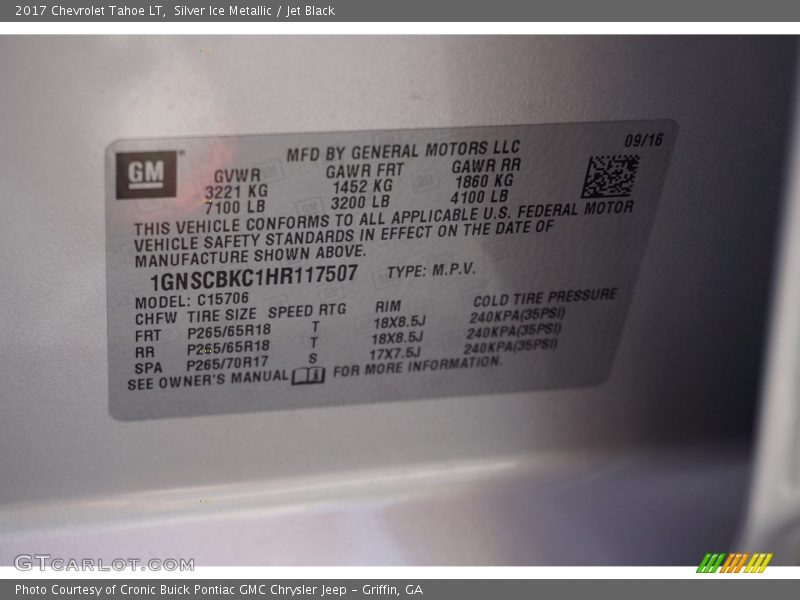 2017 Chevrolet Tahoe LT, Silver Ice Metallic / Jet Black
GM
MFD BY GENERAL MOTORS LLC
09/16
GVWR GAWR FRT GAWR RR
3221 KG 1452 KG 1860 KG
7100 LB 3200 LB 4100 LB
THIS VEHICLE CONFORMS TO ALL APPLICABLE U.S. FEDERAL MOTOR
VEHICLE SAFETY STANDARDS IN EFFECT ON THE DATE OF
MANUFACTURE SHOWN ABOVE.
1GNSCBKC1HR117507 TYPE: M.P.V.
MODEL: C15706
CHFW TIRE SIZE SPEED RTG RIM COLD TIRE PRESSURE
FRT P265/65R18 T 18X8.5J 240KPA(35PSI)
RR P265/65R18 T 18X8.5J 240KPA(35PSI)
SPA P265/70R17 S 17X7.5J 240KPA(35PSI)
SEE OWNER'S MANUAL FOR MORE INFORMATION.
GTCARLOT.COM
Photo Courtesy of Cronic Buick Pontiac GMC Chrysler Jeep - Griffin, GA